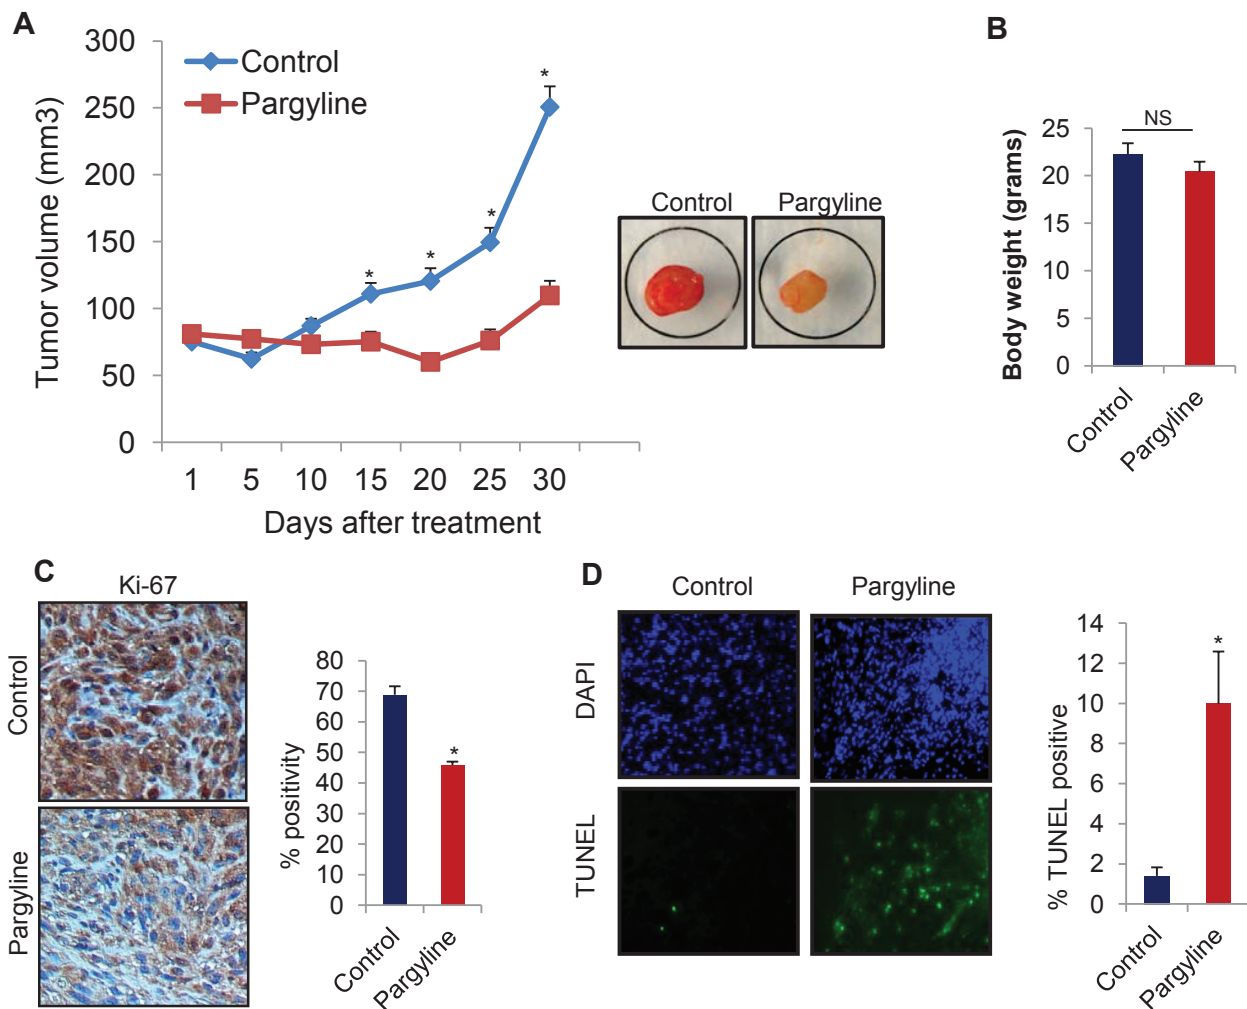 A
Tumor volume (mm3)
300
250
200
150
100
50
0
Control
Pargyline
*
*
*
*
*
1 5 10 15 20 25 30
Days after treatment
Control Pargyline
B
Body weight (grams)
25
20
15
10
5
0
NS
Control
Pargyline
C
Ki-67
Control
Pargyline
% positivity
80
70
60
50
40
30
20
10
0
*
Control
Pargyline
D
Control Pargyline
DAPI
TUNEL
% TUNEL positive
14
12
10
8
6
4
2
0
*
Control
Pargyline